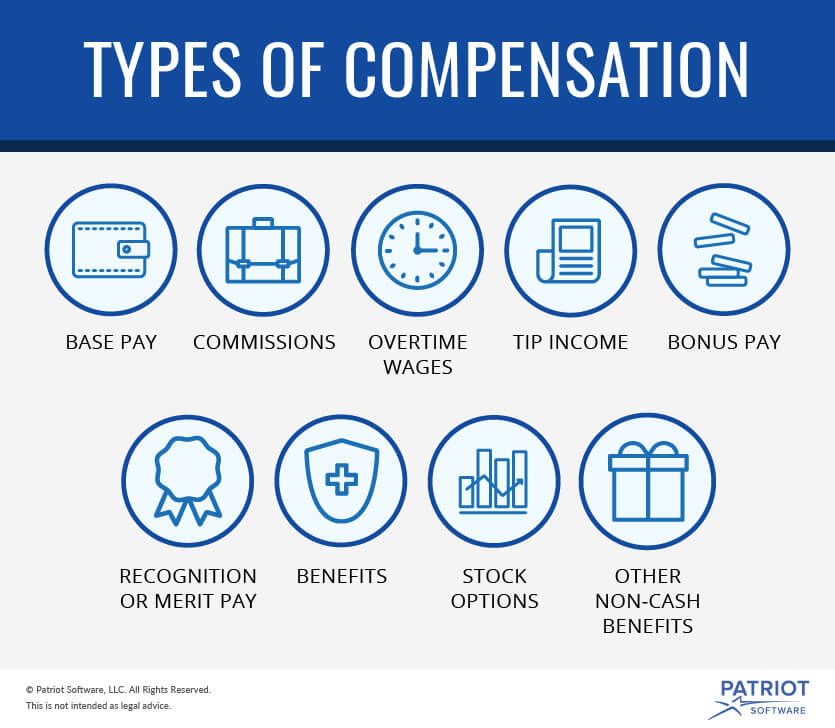 TYPES OF COMPENSATION
BASE PAY
COMMISSIONS
OVERTIME
WAGES
TIP INCOME
BONUS PAY
RECOGNITION
OR MERIT PAY
BENEFITS
STOCK
OPTIONS
OTHER
NON-CASH
BENEFITS
© Patriot Software, LLC. All Rights Reserved.
This is not intended as legal advice.
PATRIOT
SOFTWARE